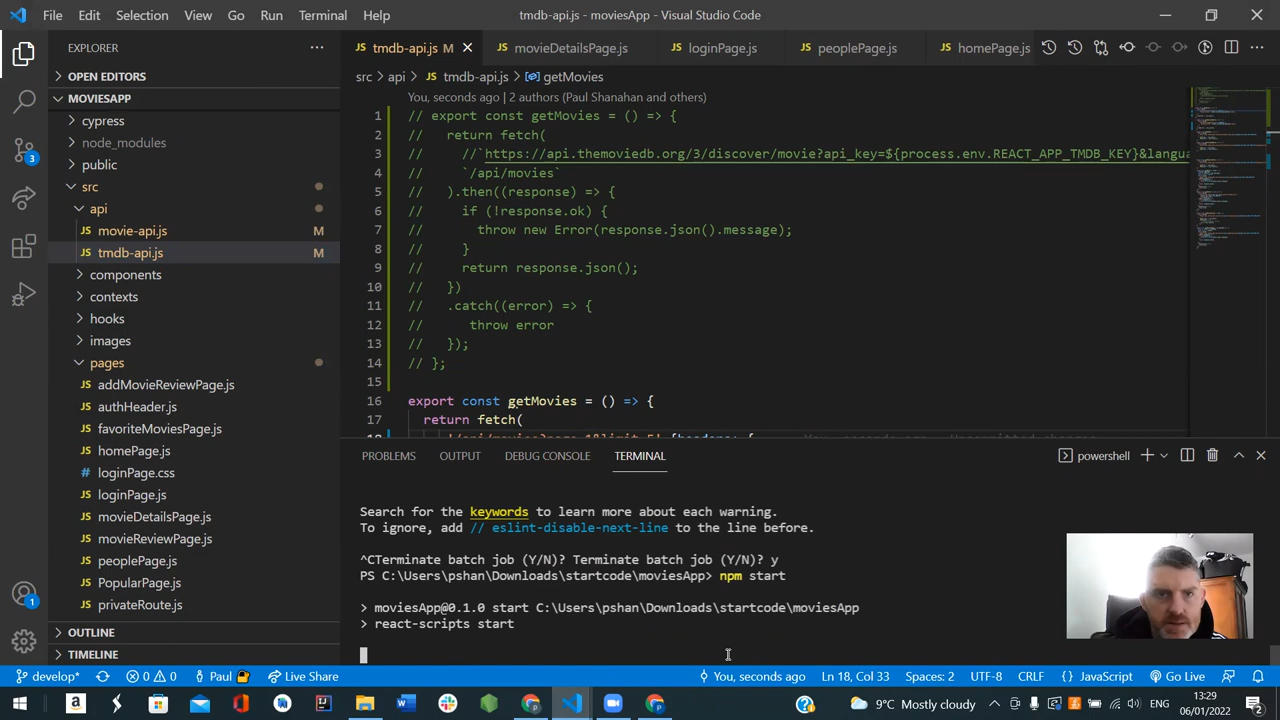 File Edit Selection View Go Run Terminal Help
tmdb-api.js - moviesApp - Visual Studio Code
EXPLORER
tmdb-api.js M
movieDetailsPage.js
loginPage.js
peoplePage.js
homePage.js
OPEN EDITORS
MOVIESAPP
cypress
node_modules
public
src
api
movie-api.js M
tmdb-api.js M
components
contexts
hooks
images
pages
addMovieReviewPage.js
authHeader.js
favoriteMoviesPage.js
homePage.js
loginPage.css
loginPage.js
movieDetailsPage.js
movieReviewPage.js
peoplePage.js
PopularPage.js
privateRoute.js
OUTLINE
TIMELINE
3
1
src > api > tmdb-api.js > getMovies
You, seconds ago | 2 authors (Paul Shanahan and others)
1 // export const getMovies = () => {
2 // return fetch(
3 // // https://api.themoviedb.org/3/discover/movie?api_key=${process.env.REACT_APP_TMDB_KEY}&langua
4 // `/api/movies`
5 // ).then((response) => {
6 // if (!response.ok) {
7 // throw new Error(response.json().message);
8 // }
9 // return response.json();
10 // })
11 // .catch((error) => {
12 // throw error
13 // });
14 // };
15
16 export const getMovies = () => {
17 return fetch(
PROBLEMS OUTPUT DEBUG CONSOLE TERMINAL
powershell
Search for the keywords to learn more about each warning.
To ignore, add // eslint-disable-next-line to the line before.
^CTerminate batch job (Y/N)? Terminate batch job (Y/N)? y
PS C:\Users\pshan\Downloads\startcode\moviesApp> npm start
> moviesApp@0.1.0 start C:\Users\pshan\Downloads\startcode\moviesApp
> react-scripts start
develop* 0 0 Paul Live Share
You, seconds ago Ln 18, Col 33 Spaces: 2 UTF-8 CRLF JavaScript Go Live
9°C Mostly cloudy
ENG
13:29
06/01/2022
2